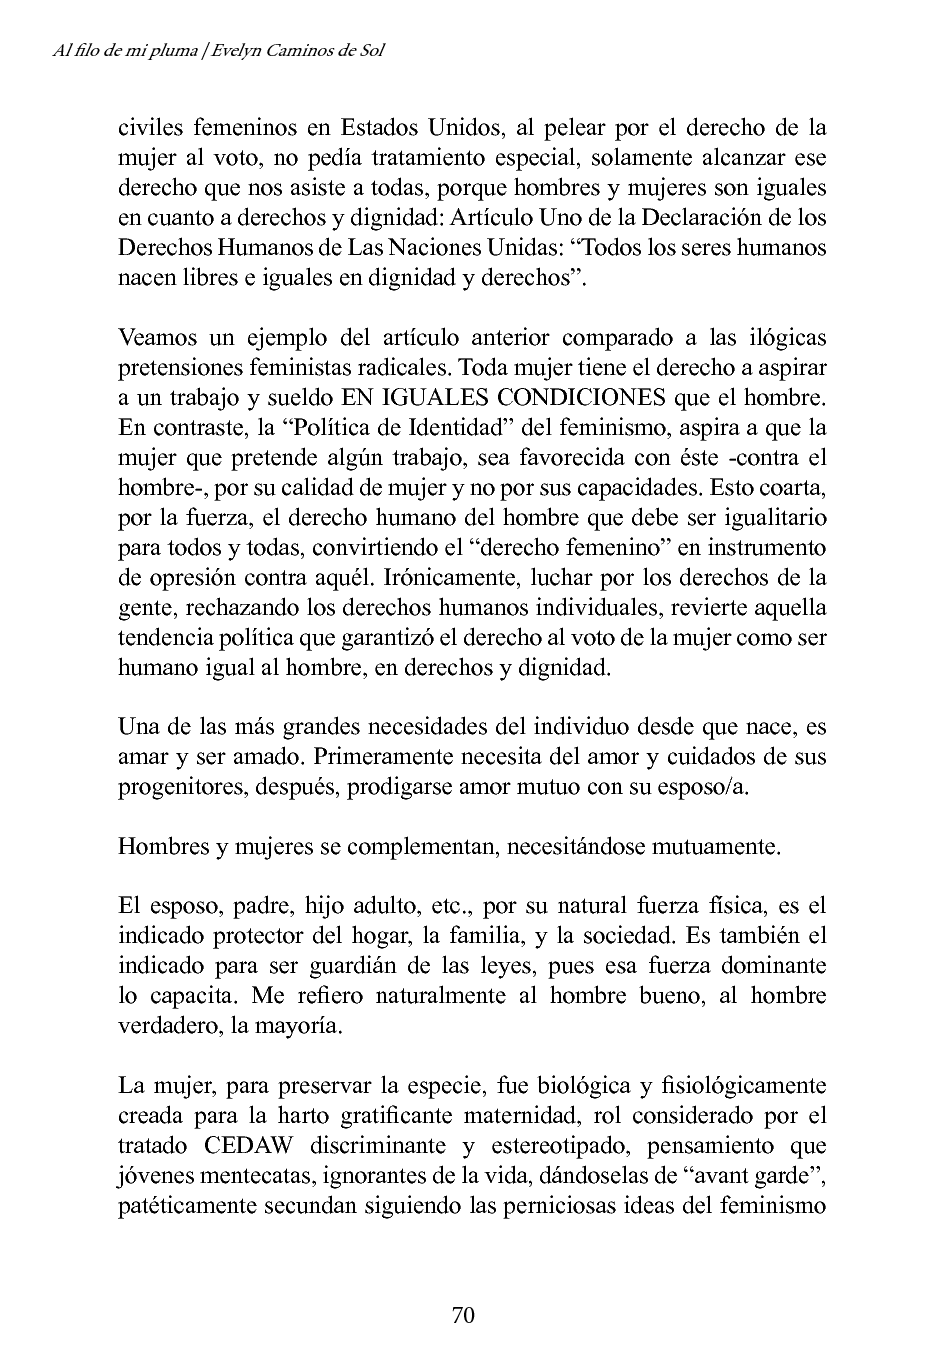 Al filo de mi pluma | Evelyn Caminos de Sol
civiles femeninos en Estados Unidos, al pelear por el derecho de la
mujer al voto, no pedía tratamiento especial, solamente alcanzar ese
derecho que nos asiste a todas, porque hombres y mujeres son iguales
en cuanto a derechos y dignidad: Artículo Uno de la Declaración de los
Derechos Humanos de Las Naciones Unidas: “Todos los seres humanos
nacen libres e iguales en dignidad y derechos”.
Veamos un ejemplo del artículo anterior comparado a las ilógicas
pretensiones feministas radicales. Toda mujer tiene el derecho a aspirar
a un trabajo y sueldo EN IGUALES CONDICIONES que el hombre.
En contraste, la “Política de Identidad” del feminismo, aspira a que la
mujer que pretende algún trabajo, sea favorecida con éste -contra el
hombre-, por su calidad de mujer y no por sus capacidades. Esto coarta,
por la fuerza, el derecho humano del hombre que debe ser igualitario
para todos y todas, convirtiendo el “derecho femenino” en instrumento
de opresión contra aquél. Irónicamente, luchar por los derechos de la
gente, rechazando los derechos humanos individuales, revierte aquella
tendencia política que garantizó el derecho al voto de la mujer como ser
humano igual al hombre, en derechos y dignidad.
Una de las más grandes necesidades del individuo desde que nace, es
amar y ser amado. Primeramente necesita del amor y cuidados de sus
progenitores, después, prodigarse amor mutuo con su esposo/a.
Hombres y mujeres se complementan, necesitándose mutuamente.
El esposo, padre, hijo adulto, etc., por su natural fuerza física, es el
indicado protector del hogar, la familia, y la sociedad. Es también el
indicado para ser guardián de las leyes, pues esa fuerza dominante
lo capacita. Me refiero naturalmente al hombre bueno, al hombre
verdadero, la mayoría.
La mujer, para preservar la especie, fue biológica y fisiológicamente
creada para la harto gratificante maternidad, rol considerado por el
tratado CEDAW discriminante y estereotipado, pensamiento que
jóvenes mentecatas, ignorantes de la vida, dándoselas de “avant garde”,
patéticamente secundan siguiendo las perniciosas ideas del feminismo
70